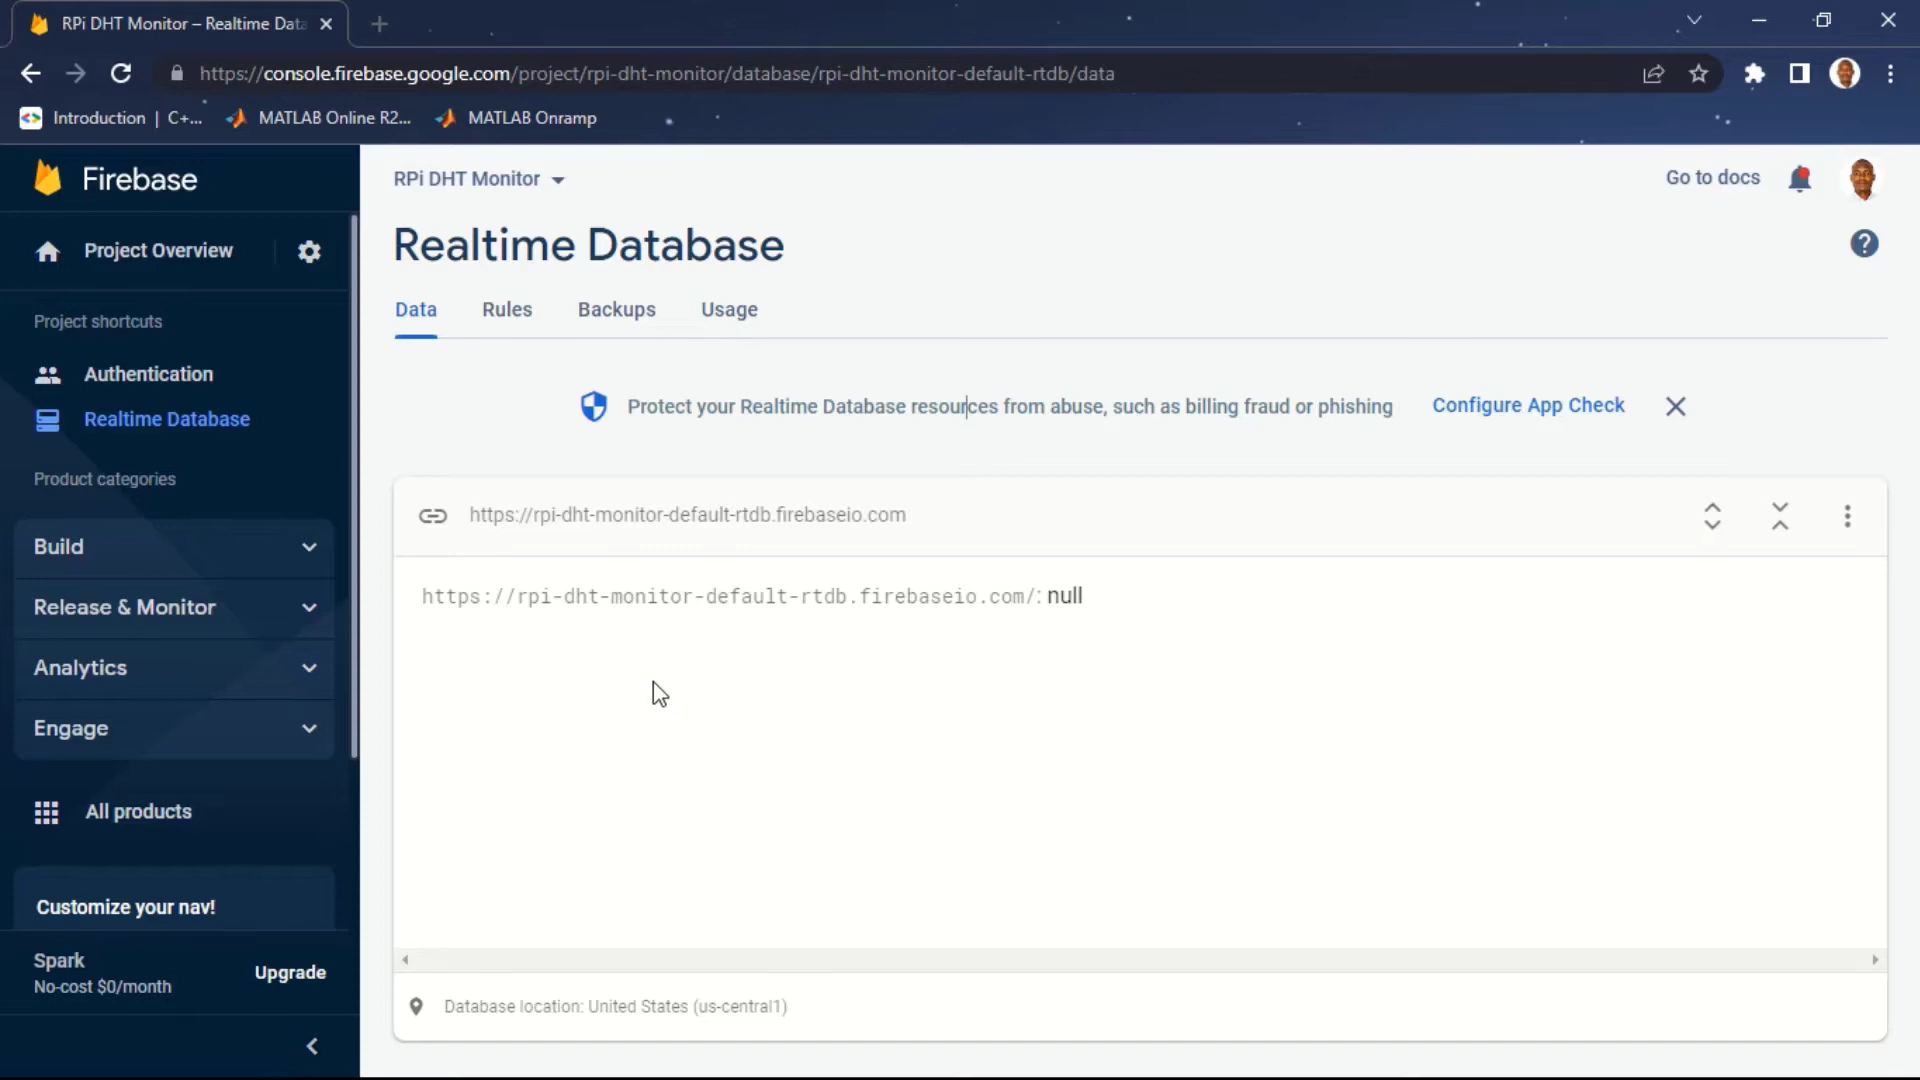 RPi DHT Monitor – Realtime Data
https://console.firebase.google.com/project/rpi-dht-monitor/database/rpi-dht-monitor-default-rtdb/data
Introduction | C+... MATLAB Online R2... MATLAB Onramp
Firebase
Project Overview
Project shortcuts
Authentication
Realtime Database
Product categories
Build
Release & Monitor
Analytics
Engage
All products
Customize your nav!
Spark
No-cost $0/month
Upgrade
RPi DHT Monitor
Go to docs
Realtime Database
Data Rules Backups Usage
Protect your Realtime Database resources from abuse, such as billing fraud or phishing Configure App Check
https://rpi-dht-monitor-default-rtdb.firebaseio.com
https://rpi-dht-monitor-default-rtdb.firebaseio.com/: null
Database location: United States (us-central1)